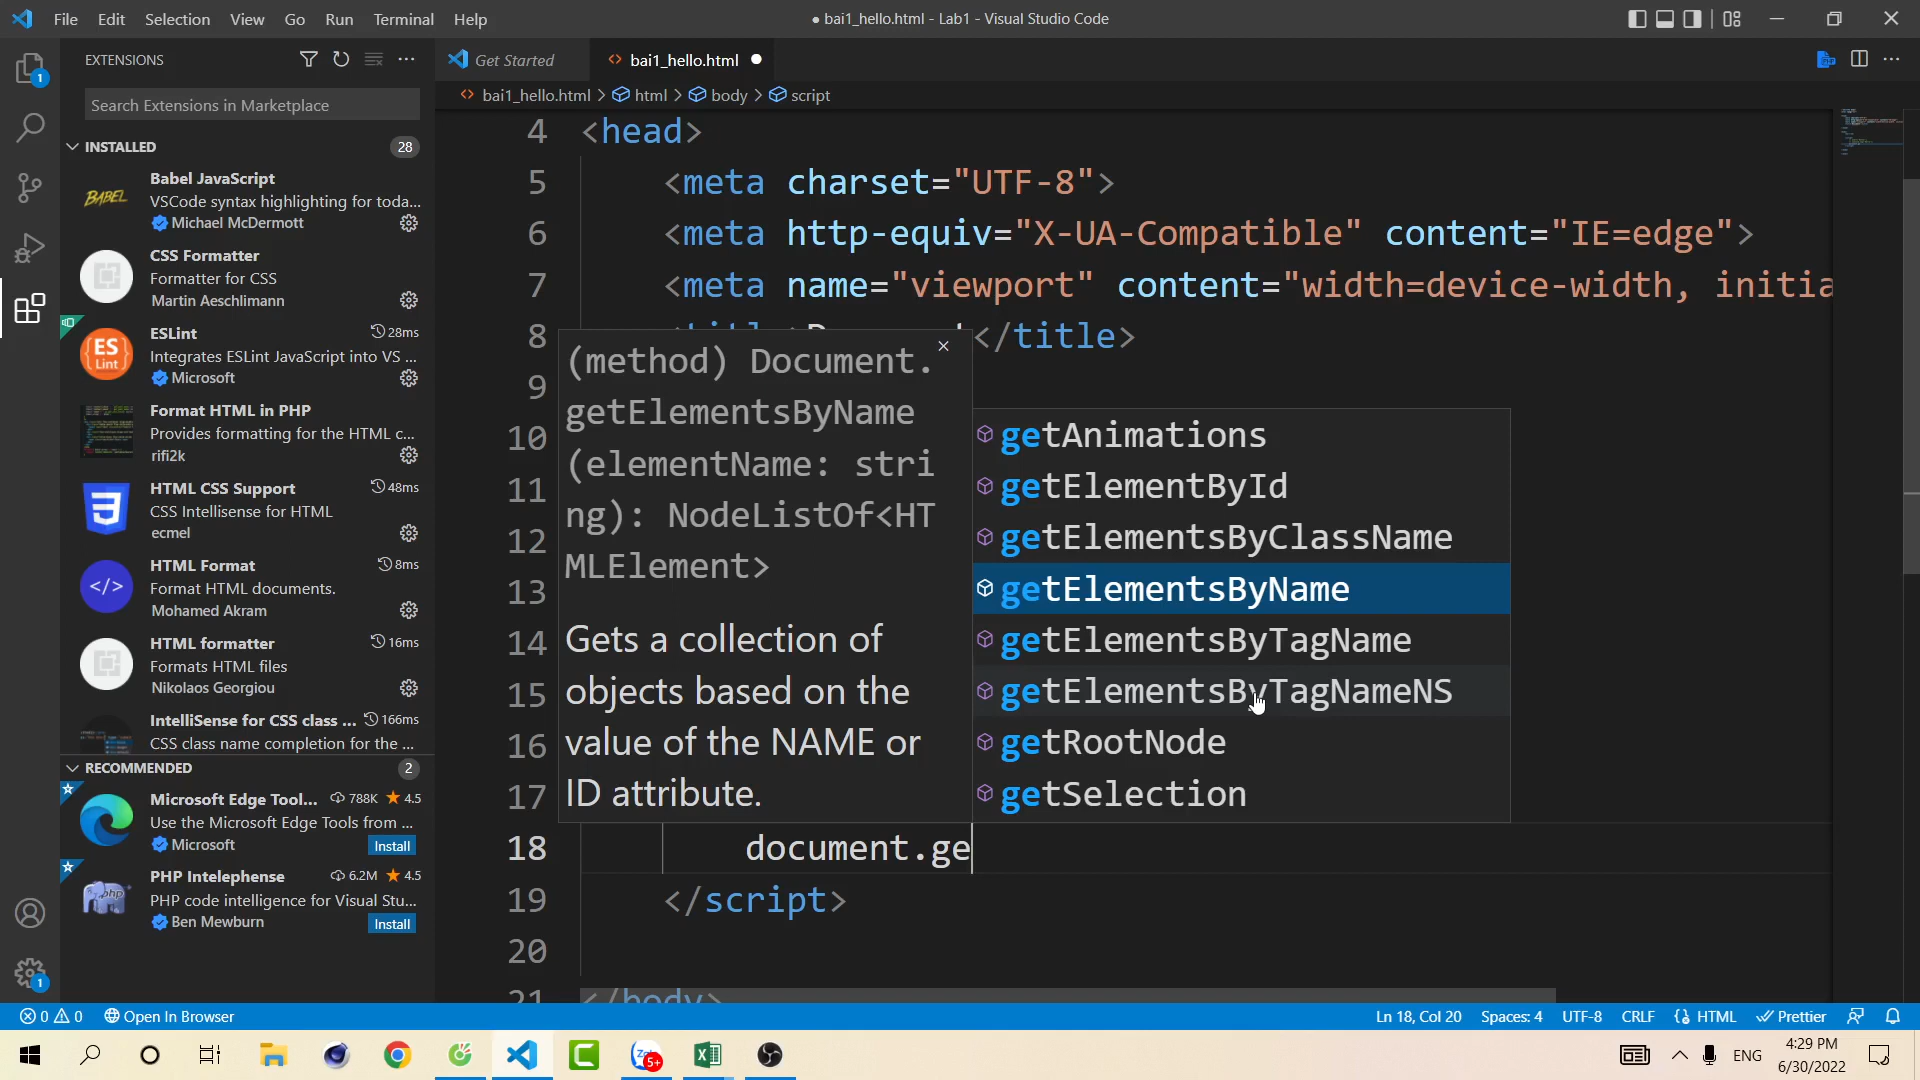 File Edit Selection View Go Run Terminal Help
● bai1_hello.html - Lab1 - Visual Studio Code
EXTENSIONS
Search Extensions in Marketplace
INSTALLED 28
Babel JavaScript
VSCode syntax highlighting for toda...
Michael McDermott
CSS Formatter
Formatter for CSS
Martin Aeschlimann
ESLint 28ms
Integrates ESLint JavaScript into VS ...
Microsoft
Format HTML in PHP
Provides formatting for the HTML c...
rifi2k
HTML CSS Support 48ms
CSS Intellisense for HTML
ecmel
HTML Format 8ms
Format HTML documents.
Mohamed Akram
HTML formatter 16ms
Formats HTML files
Nikolaos Georgiou
IntelliSense for CSS class ... 166ms
CSS class name completion for the ...
RECOMMENDED 2
Microsoft Edge Tool... 788K ★ 4.5
Use the Microsoft Edge Tools from ...
Microsoft Install
PHP Intelephense 6.2M ★ 4.5
PHP code intelligence for Visual Stu...
Ben Mewburn Install
Get Started
<> bai1_hello.html ●
<> bai1_hello.html > html > body > script
4 <head>
5 <meta charset="UTF-8">
6 <meta http-equiv="X-UA-Compatible" content="IE=edge">
7 <meta name="viewport" content="width=device-width, initia
8 </title>
9
10
11
12
13
14
15
16
17
(method) Document.
getElementsByName
(elementName: stri
ng): NodeListOf<HT
MLElement>
Gets a collection of
objects based on the
value of the NAME or
ID attribute.
getAnimations
getElementById
getElementsByClassName
getElementsByName
getElementsByTagName
getElementsByTagNameNS
getRootNode
getSelection
18 document.ge
19 </script>
20
21 </body>
0 0 Open In Browser
Ln 18, Col 20 Spaces: 4 UTF-8 CRLF HTML Prettier
ENG
4:29 PM
6/30/2022